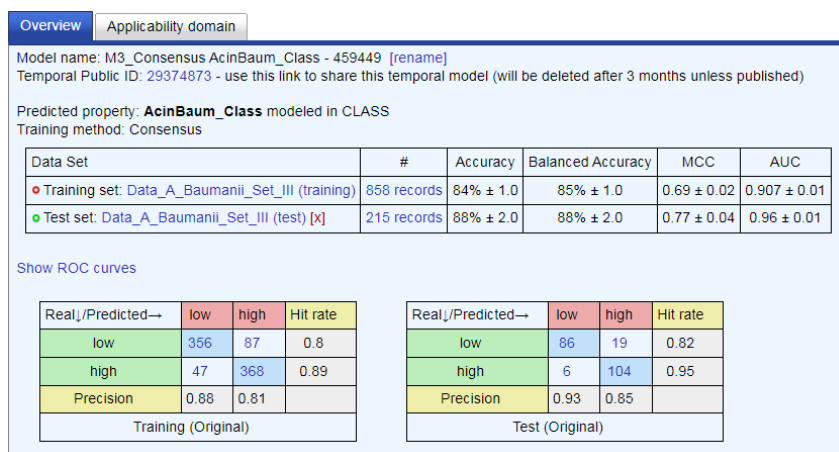 Overview Applicability domain
Model name: M3_Consensus AcinBaum_Class - 459449 [rename]
Temporal Public ID: 29374873 - use this link to share this temporal model (will be deleted after 3 months unless published)
Predicted property: AcinBaum_Class modeled in CLASS
Training method: Consensus
Data Set # Accuracy Balanced Accuracy MCC AUC
Training set: Data_A_Baumanii_Set_III (training) 858 records 84% ± 1.0 85% ± 1.0 0.69 ± 0.02 0.907 ± 0.01
Test set: Data_A_Baumanii_Set_III (test) [x] 215 records 88% ± 2.0 88% ± 2.0 0.77 ± 0.04 0.96 ± 0.01
Show ROC curves
Real↓/Predicted→ low high Hit rate
low 356 87 0.8
high 47 368 0.89
Precision 0.88 0.81
Training (Original)
Real↓/Predicted→ low high Hit rate
low 86 19 0.82
high 6 104 0.95
Precision 0.93 0.85
Test (Original)